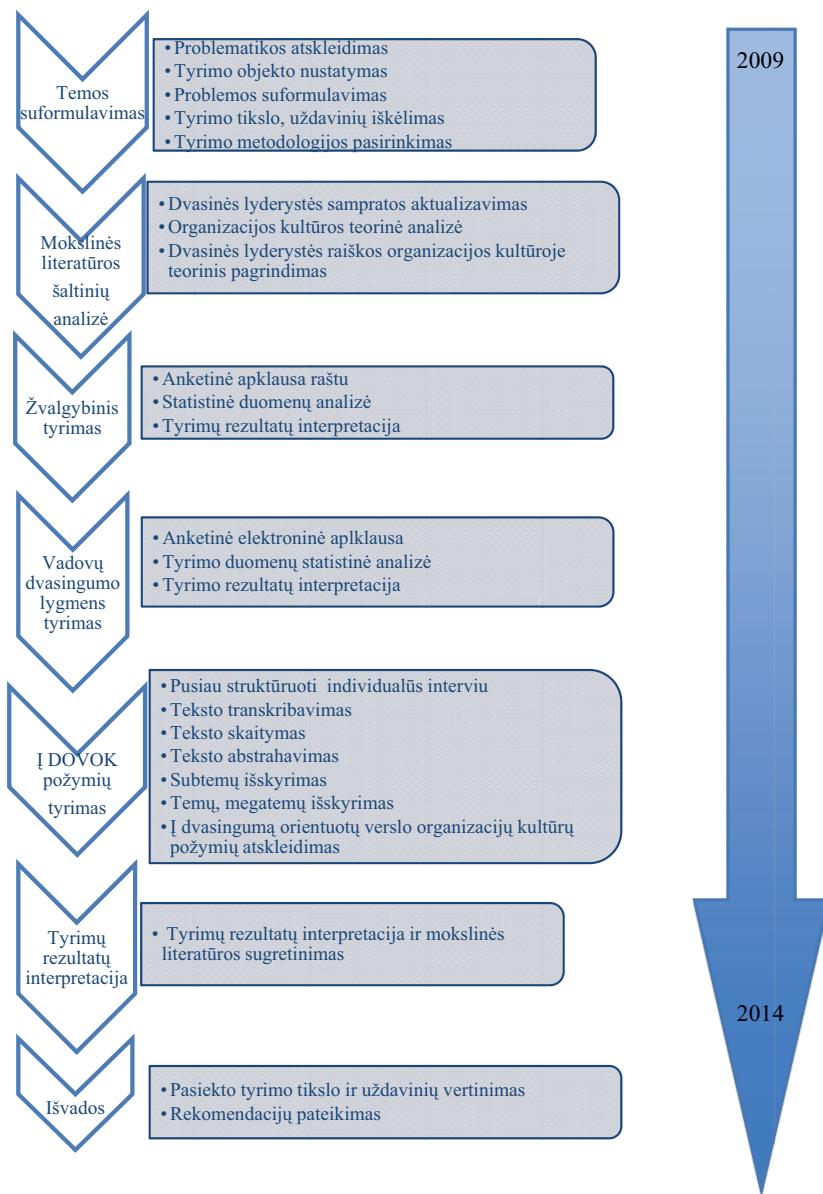 Temos
suformulavimas
• Problematikos atskleidimas
• Tyrimo objekto nustatymas
• Problemos suformulavimas
• Tyrimo tikslo, uždavinių iškėlimas
• Tyrimo metodologijos pasirinkimas
2009
Mokslinės
literatūros
šaltinių
analizė
• Dvasinės lyderystės sampratos aktualizavimas
• Organizacijos kultūros teorinė analizė
• Dvasinės lyderystės raiškos organizacijos kultūroje
teorinis pagrindimas
Žvalgybinis
tyrimas
• Anketinė apklausa raštu
• Statistinė duomenų analizė
• Tyrimų rezultatų interpretacija
Vadovų
dvasingumo
lygmens
tyrimas
• Anketinė elektroninė aplklausa
• Tyrimo duomenų statistinė analizė
• Tyrimo rezultatų interpretacija
Į DOVOK
požymių
tyrimas
• Pusiau struktūruoti individualūs interviu
• Teksto transkribavimas
• Teksto skaitymas
• Teksto abstrahavimas
• Subtemų išskyrimas
• Temų, megatemų išskyrimas
• Į dvasingumą orientuotų verslo organizacijų kultūrų
požymių atskleidimas
Tyrimų
rezultatų
interpretacija
• Tyrimų rezultatų interpretacija ir mokslinės
literatūros sugretinimas
2014
Išvados
• Pasiekto tyrimo tikslo ir uždavinių vertinimas
• Rekomendacijų pateikimas